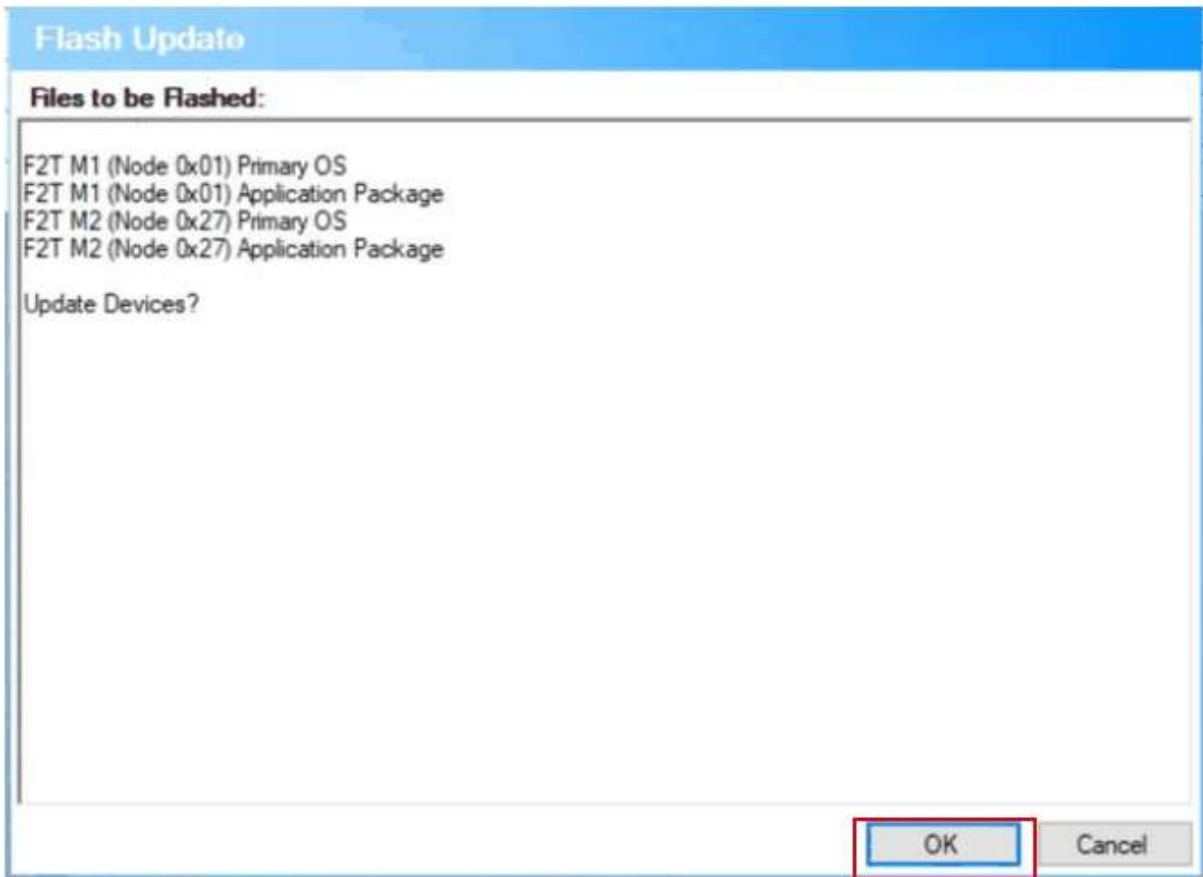 Flash Update
Files to be Flashed:
F2T M1 (Node 0x01) Primary OS
F2T M1 (Node 0x01) Application Package
F2T M2 (Node 0x27) Primary OS
F2T M2 (Node 0x27) Application Package
Update Devices?
OK
Cancel